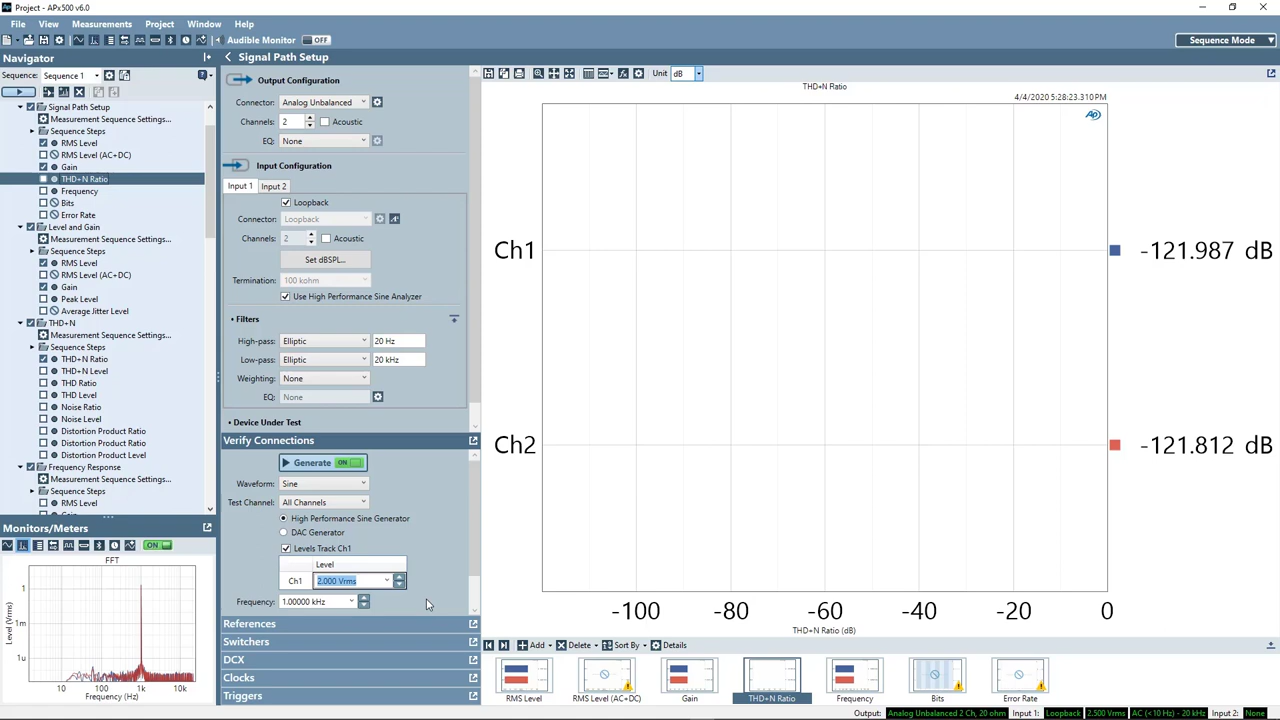 Project - APx500 v6.0
File View Measurements Project Window Help
Audible Monitor OFF
Sequence Mode
Navigator
Sequence: Sequence 1
Signal Path Setup
Measurement Sequence Settings...
Sequence Steps
RMS Level
RMS Level (AC+DC)
Gain
THD+N Ratio
Frequency
Bits
Error Rate
Level and Gain
Measurement Sequence Settings...
Sequence Steps
RMS Level
RMS Level (AC+DC)
Gain
Peak Level
Average Jitter Level
THD+N
Measurement Sequence Settings...
Sequence Steps
THD+N Ratio
THD+N Level
THD Ratio
THD Level
Noise Ratio
Noise Level
Distortion Product Ratio
Distortion Product Ratio
Distortion Product Level
Frequency Response
Measurement Sequence Settings...
Sequence Steps
RMS Level
Monitors/Meters
ON
FFT
Level (Vrms)
1
1m
1u
10 100 1k 10k
Frequency (Hz)
Signal Path Setup
Output Configuration
Connector: Analog Unbalanced
Channels: 2 Acoustic
EQ: None
Input Configuration
Input 1 Input 2
Loopback
Connector: Loopback
Channels: 2 Acoustic
Set dBSPL...
Termination: 100 kohm
Use High Performance Sine Analyzer
Filters
High-pass: Elliptic 20 Hz
Low-pass: Elliptic 20 kHz
Weighting: None
EQ: None
Device Under Test
Verify Connections
Generate ON
Waveform: Sine
Test Channel: All Channels
High Performance Sine Generator
DAC Generator
Levels Track Ch1
Level
Ch1 2.000 Vrms
Frequency: 1.00000 kHz
References
Switchers
DCX
Clocks
Triggers
Unit dB
THD+N Ratio
4/4/2020 5:28:23.310 PM
Ch1 -121.987 dB
Ch2 -121.812 dB
-100 -80 -60 -40 -20 0
THD+N Ratio (dB)
Add Delete Sort By Details
RMS Level RMS Level (AC+DC) Gain THD+N Ratio Frequency Bits Error Rate
Output: Analog Unbalanced 2 Ch, 20 ohm Input 1: Loopback 2.500 Vrms AC (<10 Hz) - 20 kHz Input 2: None